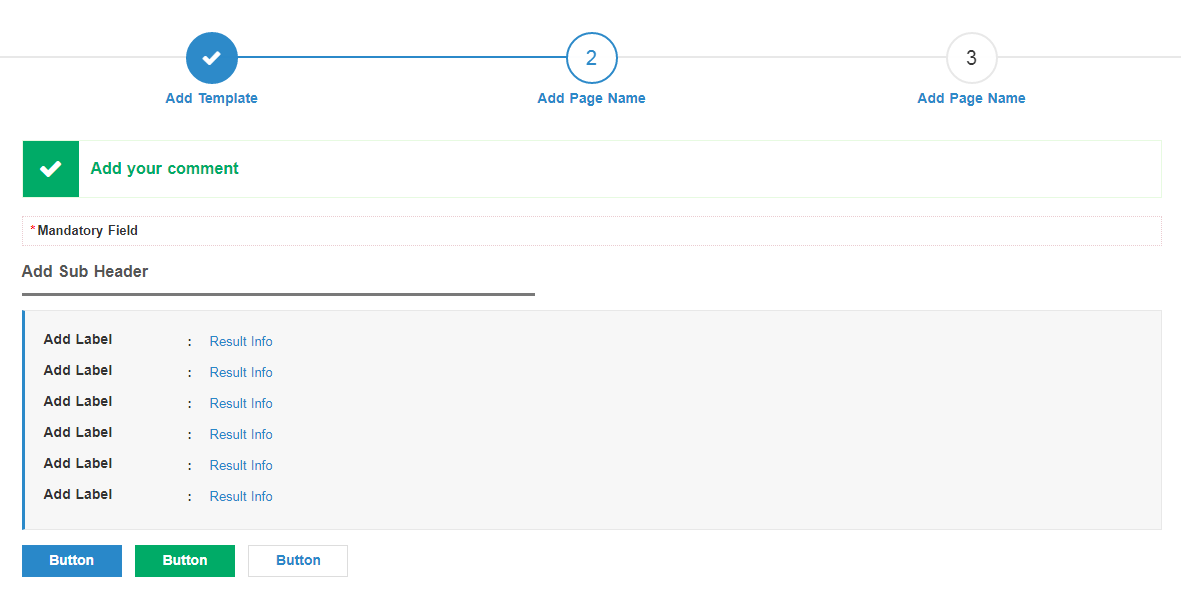 2
3
Add Template
Add Page Name
Add Page Name
Add your comment
*Mandatory Field
Add Sub Header
Add Label : Result Info
Add Label : Result Info
Add Label : Result Info
Add Label : Result Info
Add Label : Result Info
Add Label : Result Info
Button
Button
Button